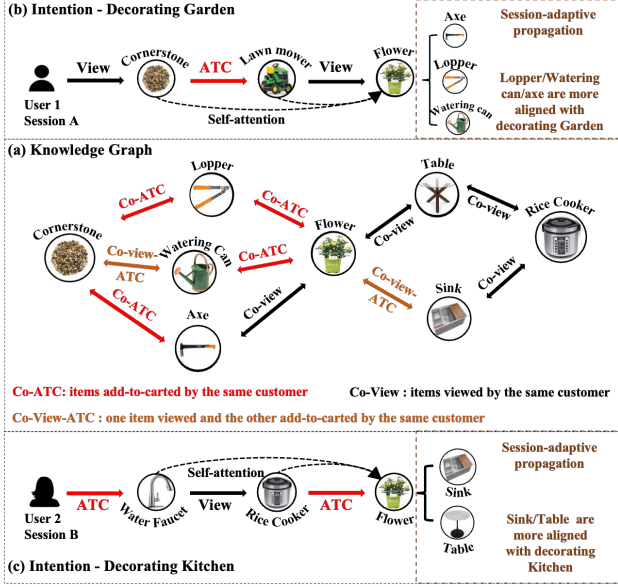 (b) Intention - Decorating Garden
Axe
Session-adaptive
propagation
Cornerstone
Lawn mower
Flower
View
ATC
View
Lopper
Lopper/Watering
can/axe are more
aligned with
decorating Garden
User 1
Session A
Self-attention
Watering can
(a) Knowledge Graph
Lopper
Table
Co-ATC
Co-ATC
Co-view
Rice Cooker
Cornerstone
Watering Can
Flower
Co-view-
ATC
Co-ATC
Co-view
Co-ATC
Axe
Co-view
Co-view-
ATC
Sink
Co-view
Co-ATC: items add-to-carted by the same customer
Co-View : items viewed by the same customer
Co-View-ATC : one item viewed and the other add-to-carted by the same customer
Session-adaptive
propagation
Self-attention
ATC
View
ATC
Sink
User 2
Session B
Water Faucet
Rice Cooker
Flower
Sink/Table are
more aligned
with decorating
Kitchen
Table
(c) Intention - Decorating Kitchen